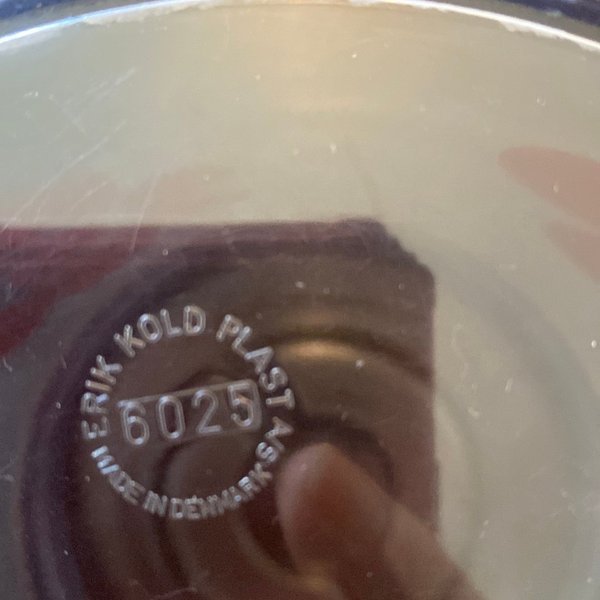 ERIK KOLD PLAST A/S
6025
MADE IN DENMARK